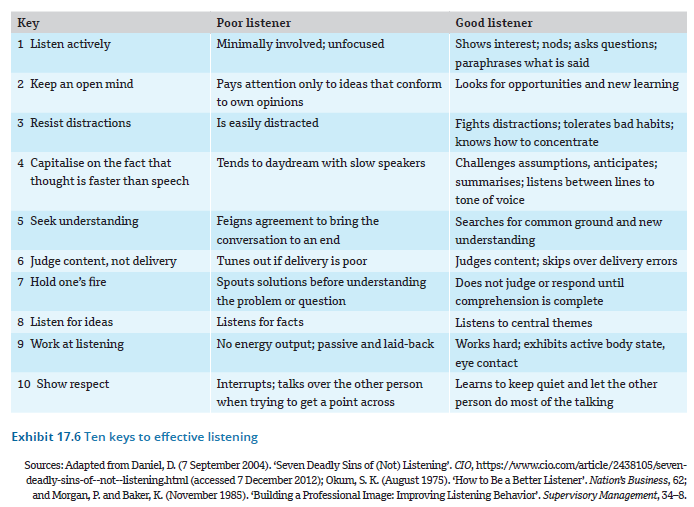 Key Poor listener Good listener
1 Listen actively Minimally involved; unfocused Shows interest; nods; asks questions;
paraphrases what is said
2 Keep an open mind Pays attention only to ideas that conform Looks for opportunities and new learning
to own opinions
3 Resist distractions Is easily distracted Fights distractions; tolerates bad habits;
knows how to concentrate
4 Capitalise on the fact that Tends to daydream with slow speakers Challenges assumptions, anticipates;
thought is faster than speech summarises; listens between lines to
tone of voice
5 Seek understanding Feigns agreement to bring the Searches for common ground and new
conversation to an end understanding
6 Judge content, not delivery Tunes out if delivery is poor Judges content; skips over delivery errors
7 Hold one's fire Spouts solutions before understanding Does not judge or respond until
the problem or question comprehension is complete
8 Listen for ideas Listens for facts Listens to central themes
9 Work at listening No energy output; passive and laid-back Works hard; exhibits active body state,
eye contact
10 Show respect Interrupts; talks over the other person Learns to keep quiet and let the other
when trying to get a point across person do most of the talking
Exhibit 17.6 Ten keys to effective listening
Sources: Adapted from Daniel, D. (7 September 2004). 'Seven Deadly Sins of (Not) Listening'. CIO, https://www.cio.com/article/2438105/seven-
deadly-sins-of--not--listening.html (accessed 7 December 2012); Okum, S. K. (August 1975). 'How to Be a Better Listener'. Nation's Business, 62;
and Morgan, P. and Baker, K. (November 1985). 'Building a Professional Image: Improving Listening Behavior'. Supervisory Management, 34–8.